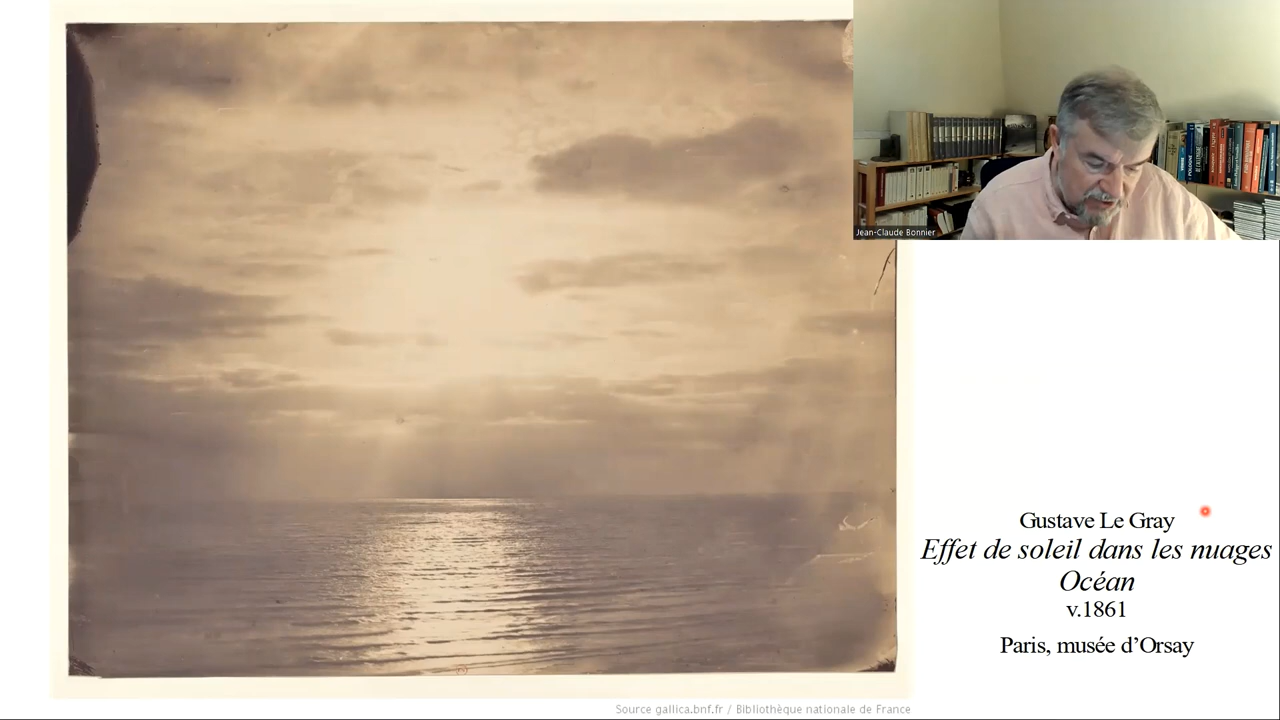 Jean-Claude Bonnier
Gustave Le Gray
Effet de soleil dans les nuages
Océan
v.1861
Paris, musée d’Orsay
Source gallica.bnf.fr / Bibliothèque nationale de France